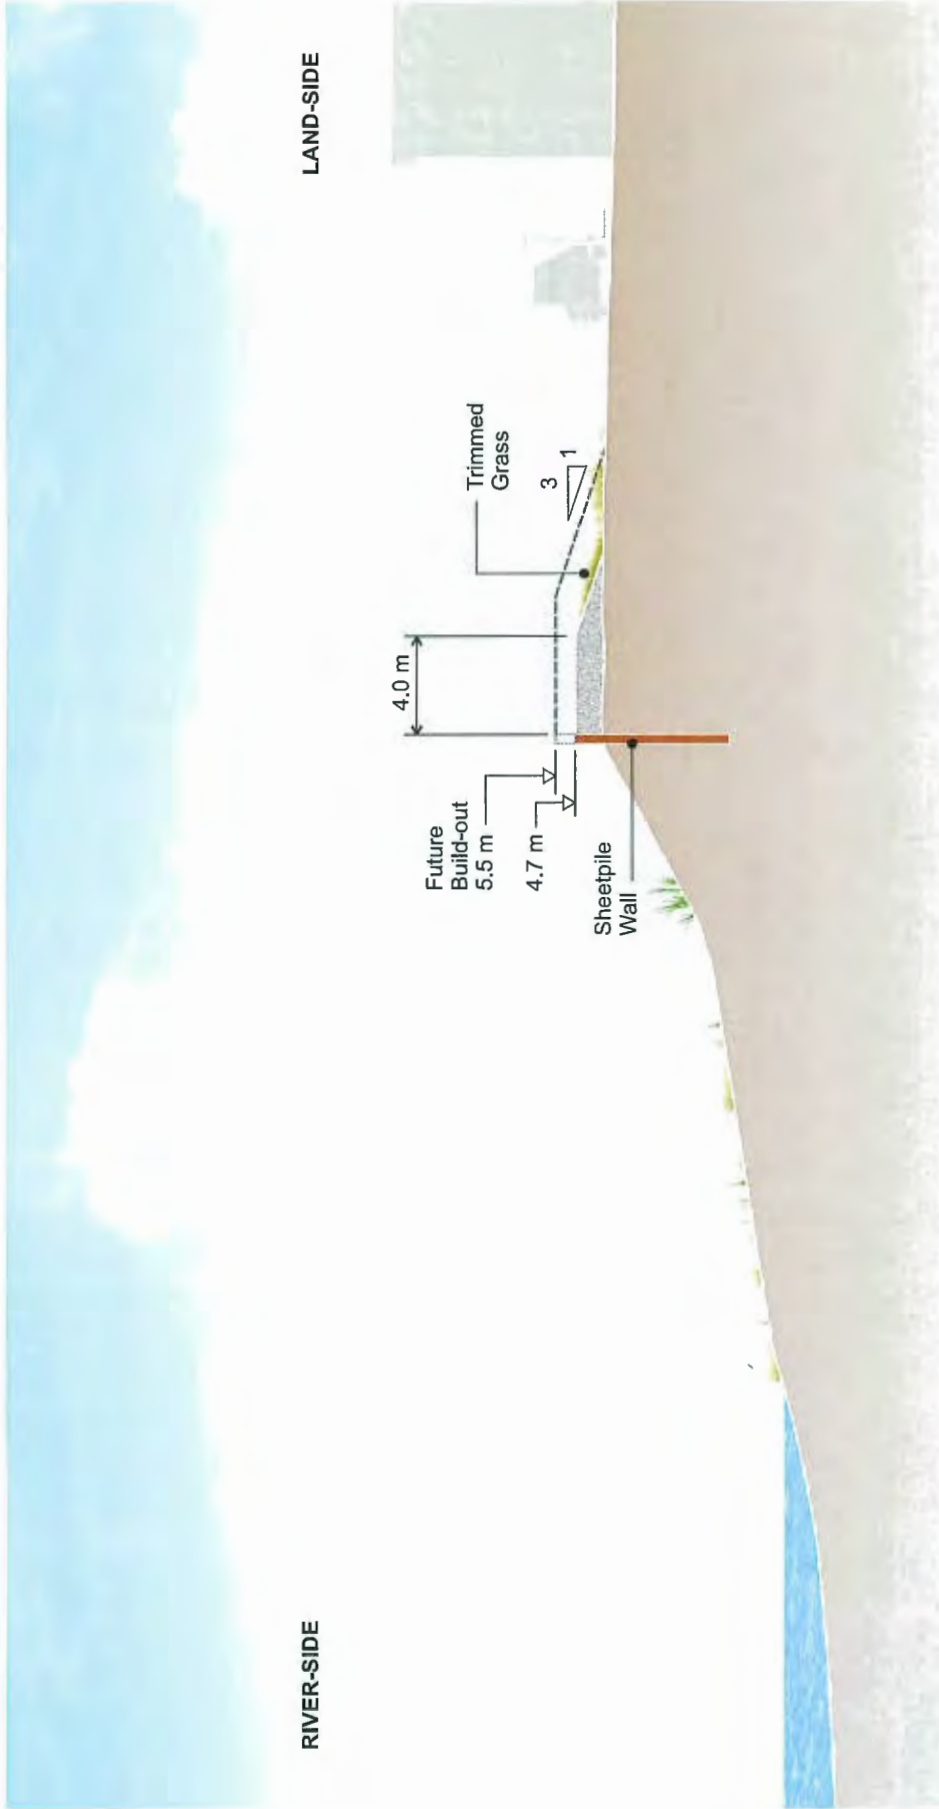 RIVER-SIDE
LAND-SIDE
4.0 m
Future
Build-out
5.5 m
4.7 m
Trimmed
Grass
3
1
Sheetpile
Wall